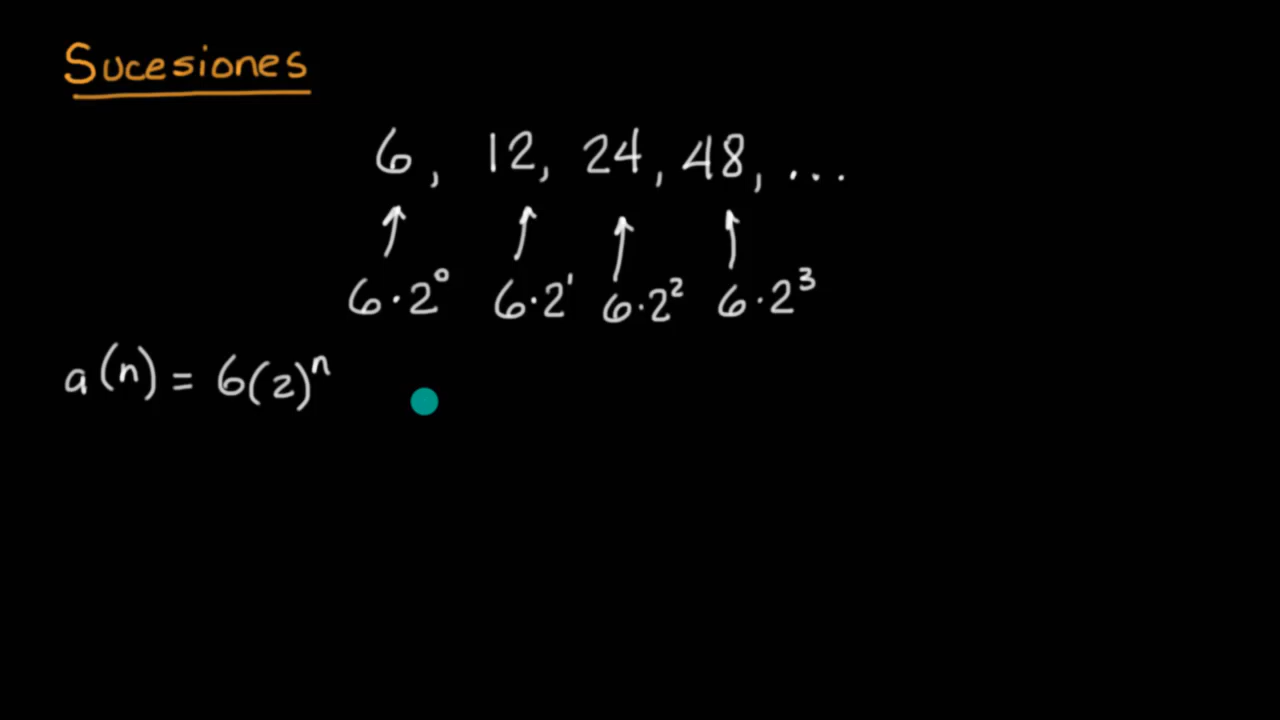 Sucesiones
6, 12, 24, 48, ...
6·2⁰ 6·2¹ 6·2² 6·2³
a(n) = 6(2)ⁿ